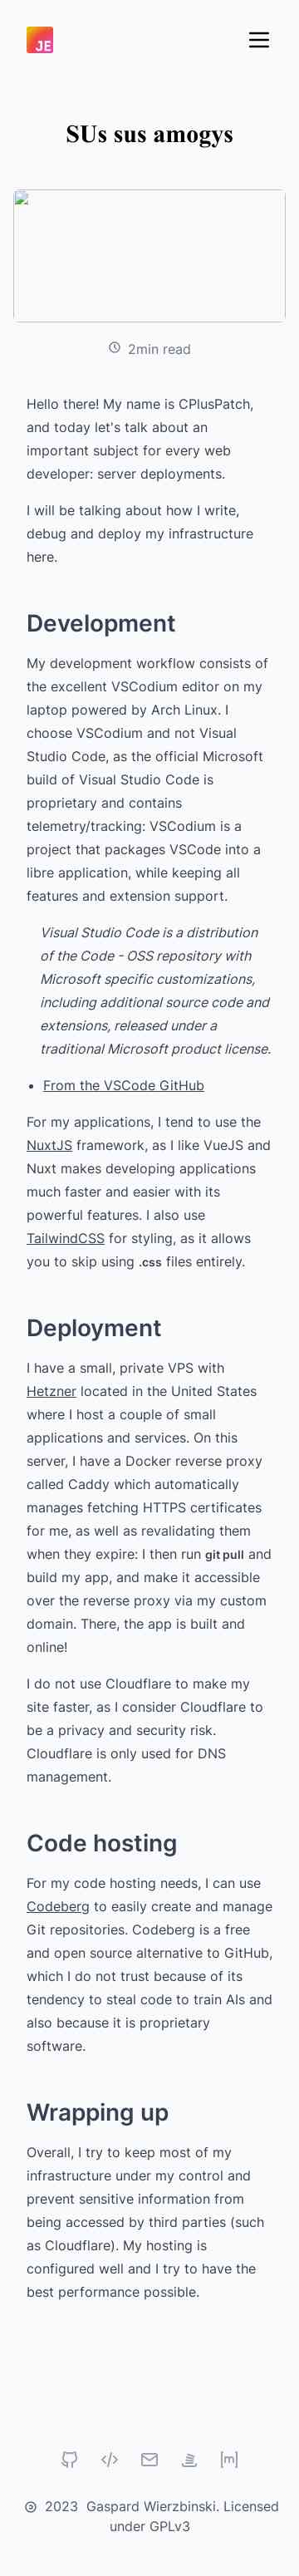 JE
SUs sus amogys
2min read
Hello there! My name is CPlusPatch,
and today let's talk about an
important subject for every web
developer: server deployments.
I will be talking about how I write,
debug and deploy my infrastructure
here.
Development
My development workflow consists of
the excellent VSCodium editor on my
laptop powered by Arch Linux. I
choose VSCodium and not Visual
Studio Code, as the official Microsoft
build of Visual Studio Code is
proprietary and contains
telemetry/tracking: VSCodium is a
project that packages VSCode into a
libre application, while keeping all
features and extension support.
Visual Studio Code is a distribution
of the Code - OSS repository with
Microsoft specific customizations,
including additional source code and
extensions, released under a
traditional Microsoft product license.
• From the VSCode GitHub
For my applications, I tend to use the
NuxtJS framework, as I like VueJS and
Nuxt makes developing applications
much faster and easier with its
powerful features. I also use
TailwindCSS for styling, as it allows
you to skip using .css files entirely.
Deployment
I have a small, private VPS with
Hetzner located in the United States
where I host a couple of small
applications and services. On this
server, I have a Docker reverse proxy
called Caddy which automatically
manages fetching HTTPS certificates
for me, as well as revalidating them
when they expire: I then run git pull and
build my app, and make it accessible
over the reverse proxy via my custom
domain. There, the app is built and
online!
I do not use Cloudflare to make my
site faster, as I consider Cloudflare to
be a privacy and security risk.
Cloudflare is only used for DNS
management.
Code hosting
For my code hosting needs, I can use
Codeberg to easily create and manage
Git repositories. Codeberg is a free
and open source alternative to GitHub,
which I do not trust because of its
tendency to steal code to train AIs and
also because it is proprietary
software.
Wrapping up
Overall, I try to keep most of my
infrastructure under my control and
prevent sensitive information from
being accessed by third parties (such
as Cloudflare). My hosting is
configured well and I try to have the
best performance possible.
[m]
2023 Gaspard Wierzbinski. Licensed
under GPLv3